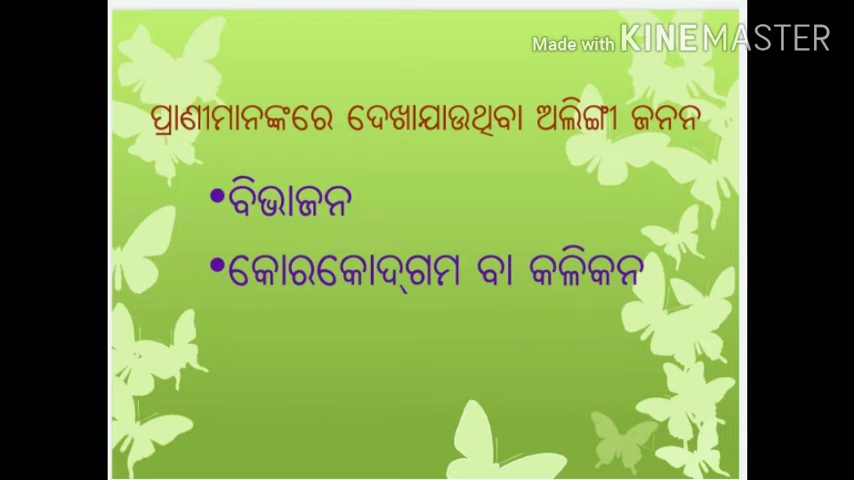 Made with KINEMASTER
ପ୍ରାଣୀମାନଙ୍କରେ ଦେଖାଯାଉଥିବା ଅଲିଙ୍ଗୀ ଜନନ
•ବିଭାଜନ
•କୋରକୋଦ୍‌ଗମ ବା କଳିକନ